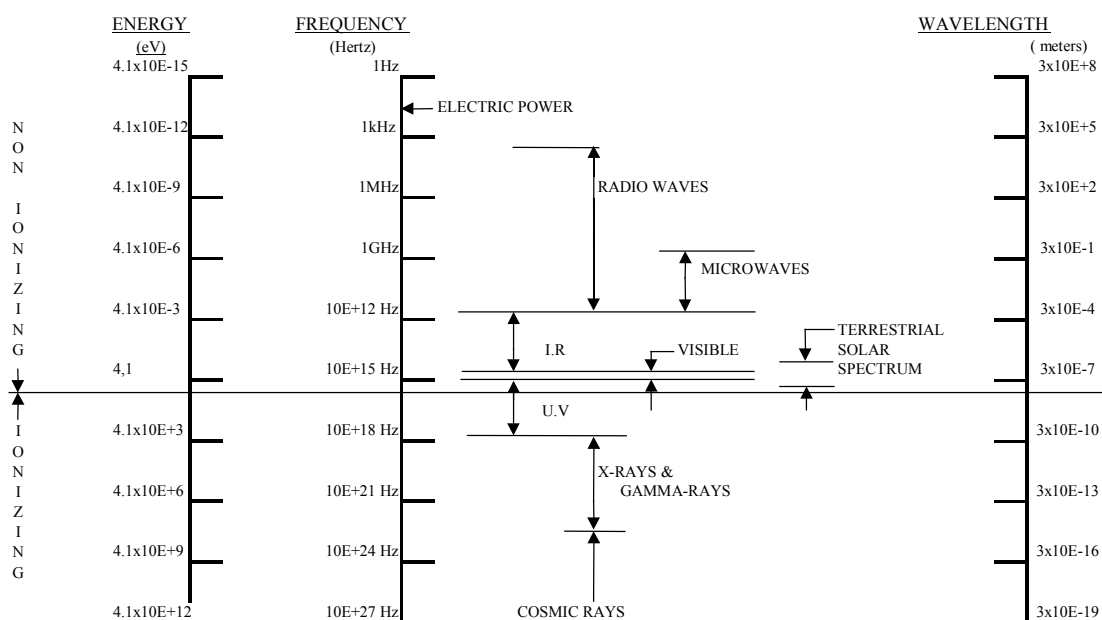 ENERGY FREQUENCY WAVELENGTH
(eV) (Hertz) ( meters)
4.1x10E-15 1Hz 3x10E+8
ELECTRIC POWER
4.1x10E-12 1kHz 3x10E+5
4.1x10E-9 1MHz RADIO WAVES 3x10E+2
4.1x10E-6 1GHz 3x10E-1
MICROWAVES
4.1x10E-3 10E+12 Hz 3x10E-4
TERRESTRIAL
I.R VISIBLE SOLAR
4,1 10E+15 Hz SPECTRUM 3x10E-7
U.V
4.1x10E+3 10E+18 Hz 3x10E-10
X-RAYS &
GAMMA-RAYS
4.1x10E+6 10E+21 Hz 3x10E-13
4.1x10E+9 10E+24 Hz 3x10E-16
4.1x10E+12 10E+27 Hz COSMIC RAYS 3x10E-19
NON IONIZING
IONIZING